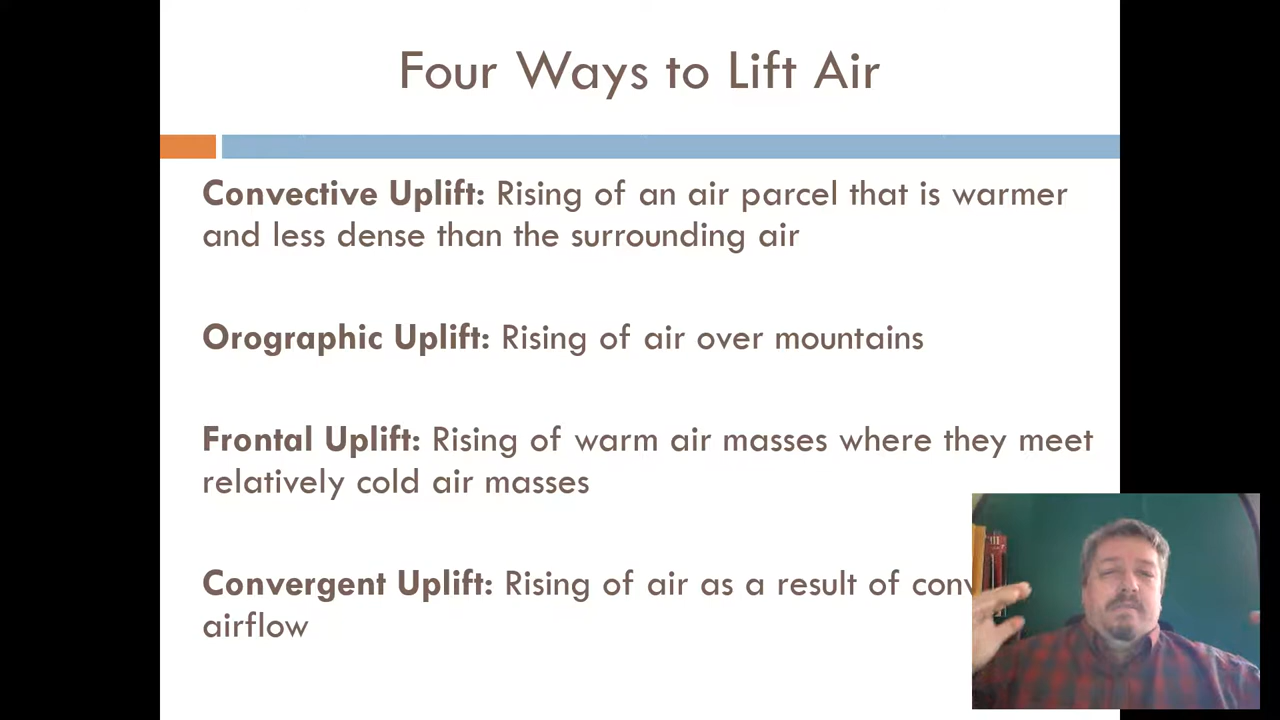 Four Ways to Lift Air
Convective Uplift: Rising of an air parcel that is warmer
and less dense than the surrounding air
Orographic Uplift: Rising of air over mountains
Frontal Uplift: Rising of warm air masses where they meet
relatively cold air masses
Convergent Uplift: Rising of air as a result of
airflow